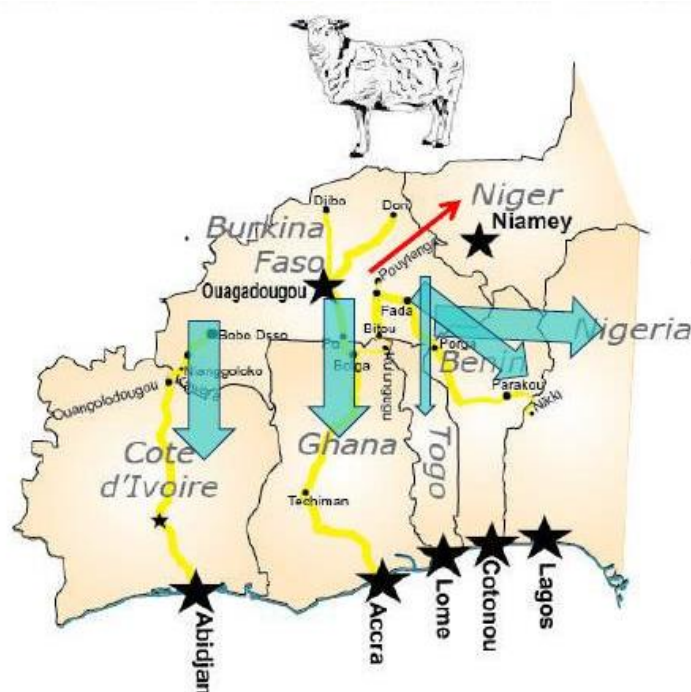 Djibo
Dori
Niger
Niamey
Burkina
Faso
Ouagadougou
Pouytenga
Fada
Bitou
Nigeria
Bobo Dsso
Po
Bolga
Porga
Benin
Niangoloko
Ouangolodougou
Parakou
Nikki
Cote
d'Ivoire
Ghana
Togo
Techiman
Abidjan
Accra
Lome
Cotonou
Lagos